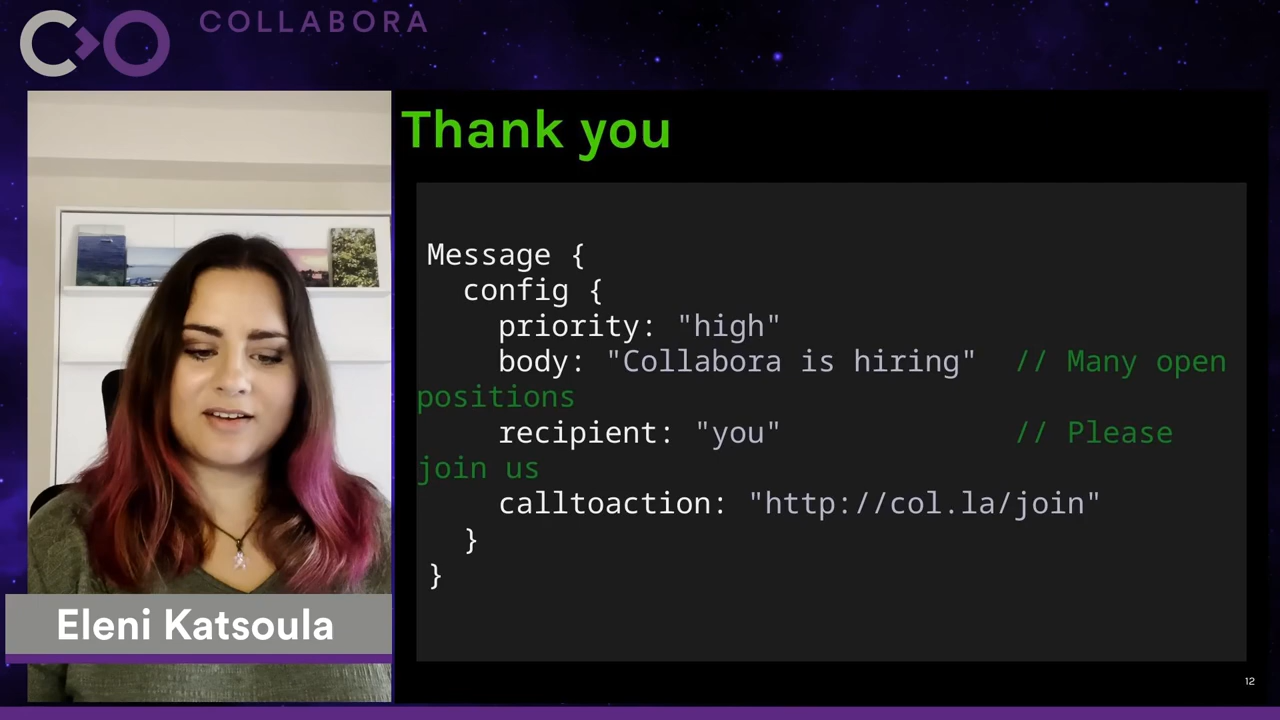 COLLABORA
Thank you
Message {
config {
priority: "high"
body: "Collabora is hiring" // Many open
positions
recipient: "you" // Please
join us
calltoaction: "http://col.la/join"
}
}
Eleni Katsoula
12